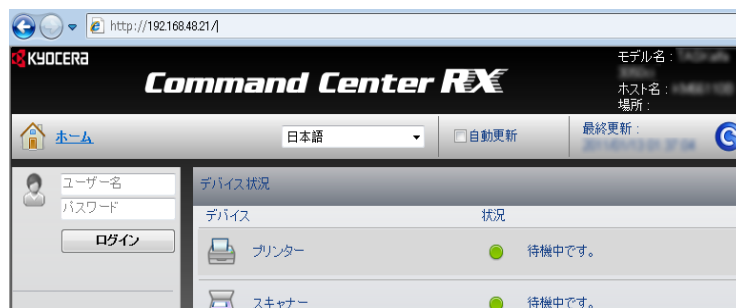 http://192.168.48.21/
KYOCERA
Command Center RX
モデル名 :
ホスト名 :
場所 :
ホーム
日本語
自動更新
最終更新 :
ユーザー名
パスワード
ログイン
デバイス状況
デバイス 状況
プリンター 待機中です。
スキャナー 待機中です。